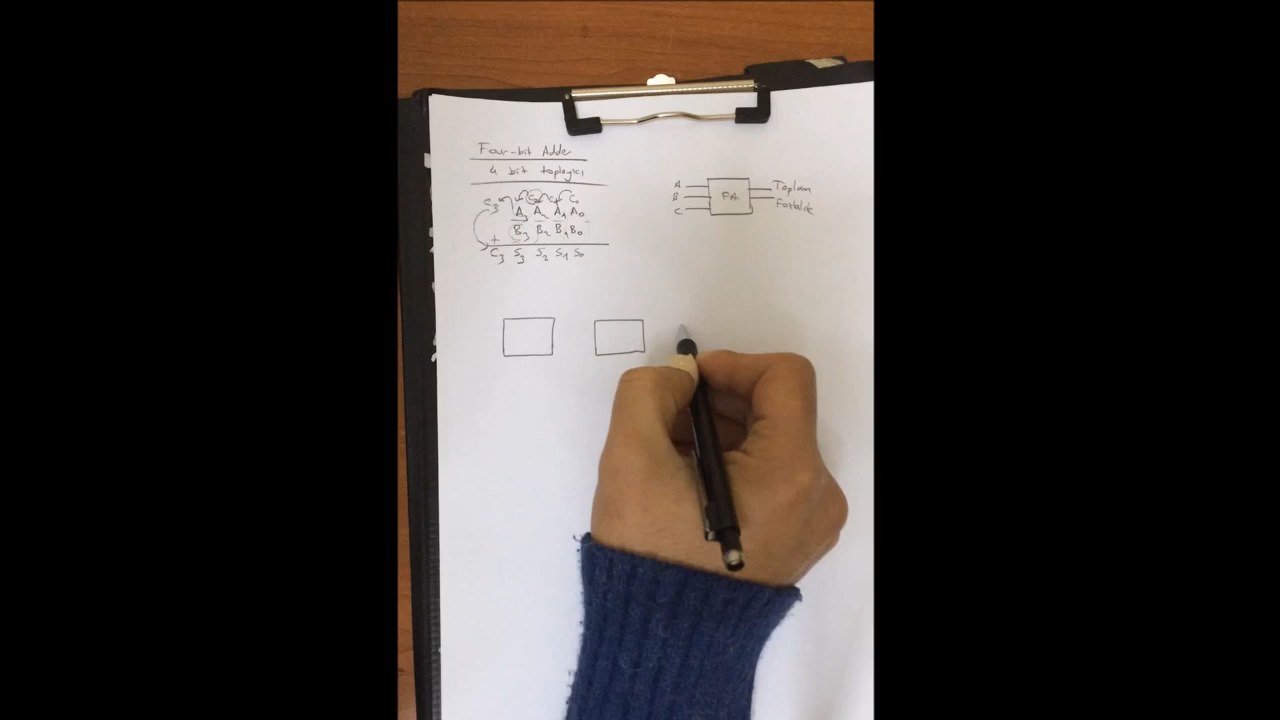 Four-bit Adder
4 bit toplayıcı
C3 C2 C1 C0
A3 A2 A1 A0
+ B3 B2 B1 B0
C3 S3 S2 S1 S0
A
B
C
FA
Toplam